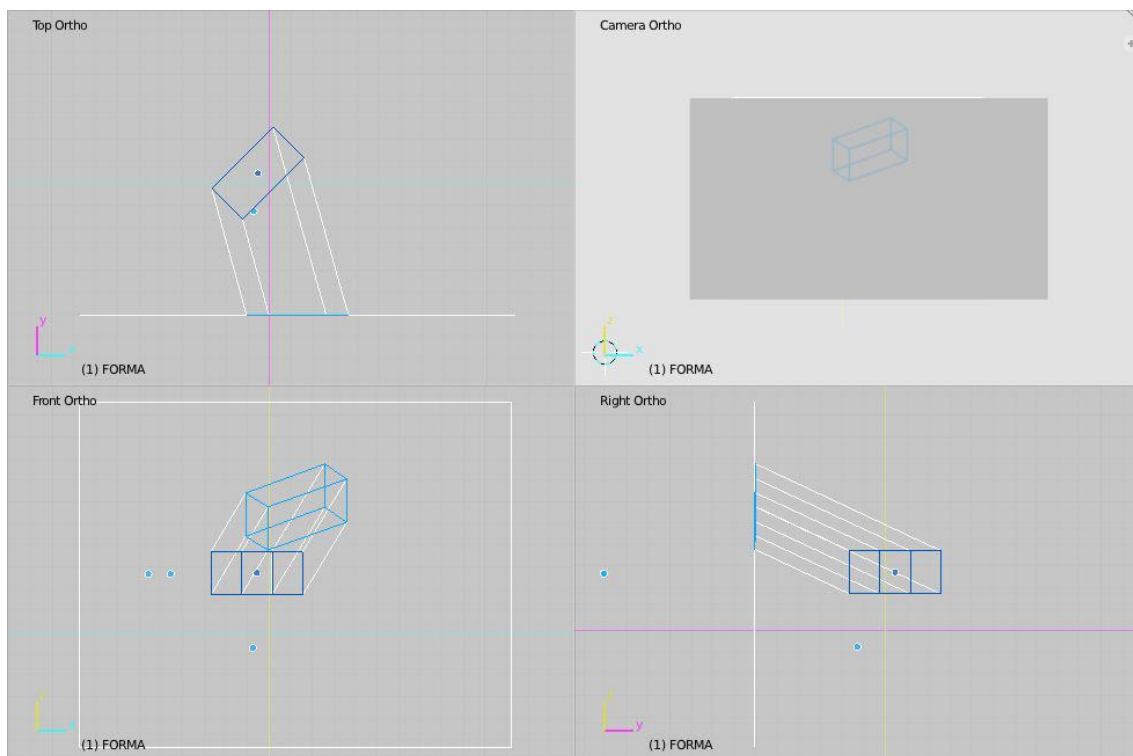 Top Ortho
Camera Ortho
y
x
(1) FORMA
z
x
(1) FORMA
Front Ortho
Right Ortho
z
x
(1) FORMA
z
y
(1) FORMA